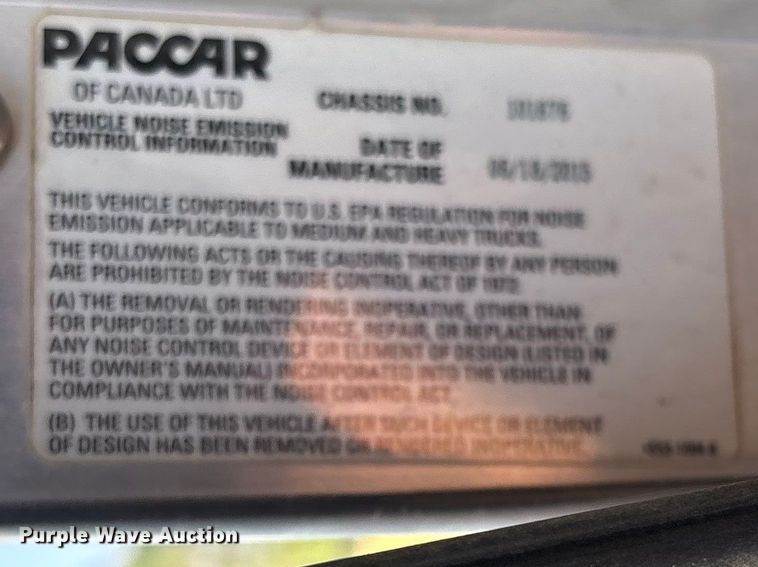 PACCAR
OF CANADA LTD
CHASSIS NO.
VEHICLE NOISE EMISSION
CONTROL INFORMATION
DATE OF
MANUFACTURE
THIS VEHICLE CONFORMS TO U.S. EPA REGULATION FOR NOISE
EMISSION APPLICABLE TO MEDIUM AND HEAVY TRUCKS.
THE FOLLOWING ACTS OR THE CAUSING THEREOF BY ANY PERSON
ARE PROHIBITED BY THE NOISE CONTROL ACT OF 1972
(A) THE REMOVAL OR RENDERING INOPERATIVE, OTHER THAN
FOR PURPOSES OF MAINTENANCE, REPAIR, OR REPLACEMENT, OF
ANY NOISE CONTROL DEVICE OR ELEMENT OF DESIGN (LISTED IN
THE OWNER'S MANUAL) INCORPORATED INTO THE VEHICLE IN
COMPLIANCE WITH THE NOISE CONTROL ACT.
(B) THE USE OF THIS VEHICLE AFTER SUCH DEVICE OR ELEMENT
OF DESIGN HAS BEEN REMOVED OR RENDERED INOPERATIVE.
Purple Wave Auction